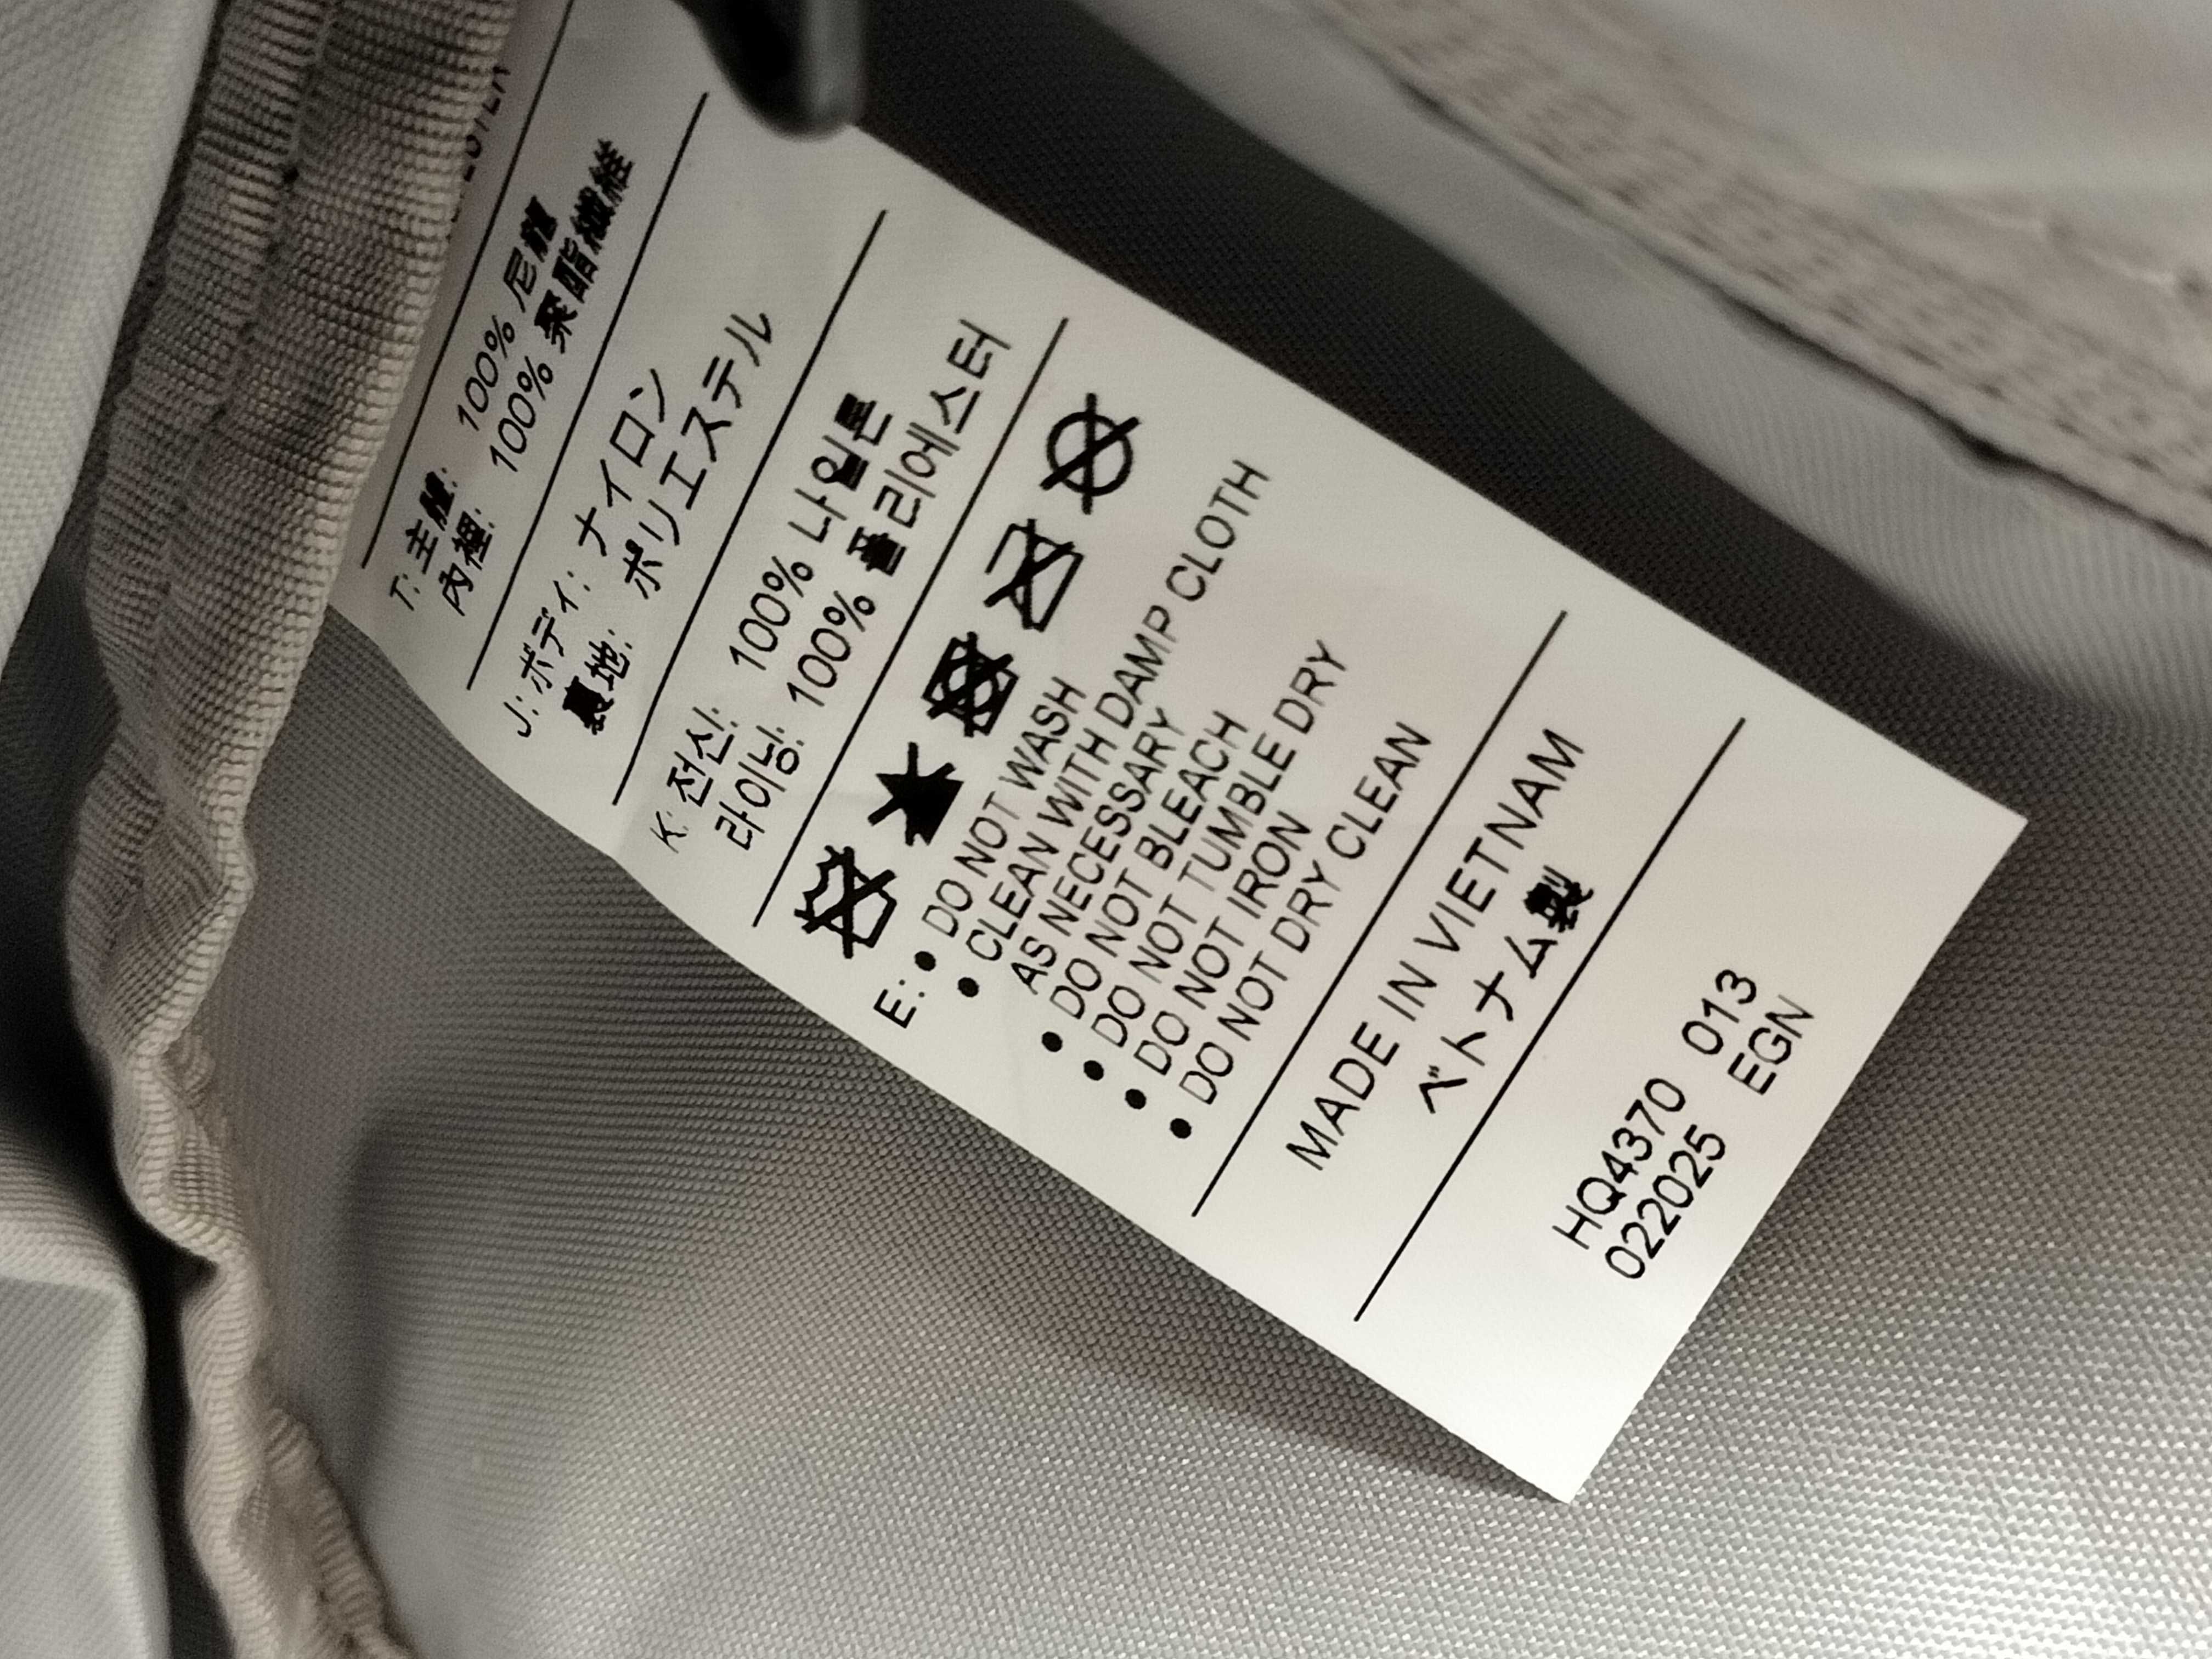 T: 主體: 100% 尼龍
內裡: 100% 聚酯纖維
J: ボディ: ナイロン
裏地: ポリエステル
K: 전신: 100% 나일론
라이닝: 100% 폴리에스터
E: • DO NOT WASH
• CLEAN WITH DAMP CLOTH
AS NECESSARY
• DO NOT BLEACH
• DO NOT TUMBLE DRY
• DO NOT IRON
• DO NOT DRY CLEAN
MADE IN VIETNAM
ベトナム製
HQ4370 013
022025 EGN